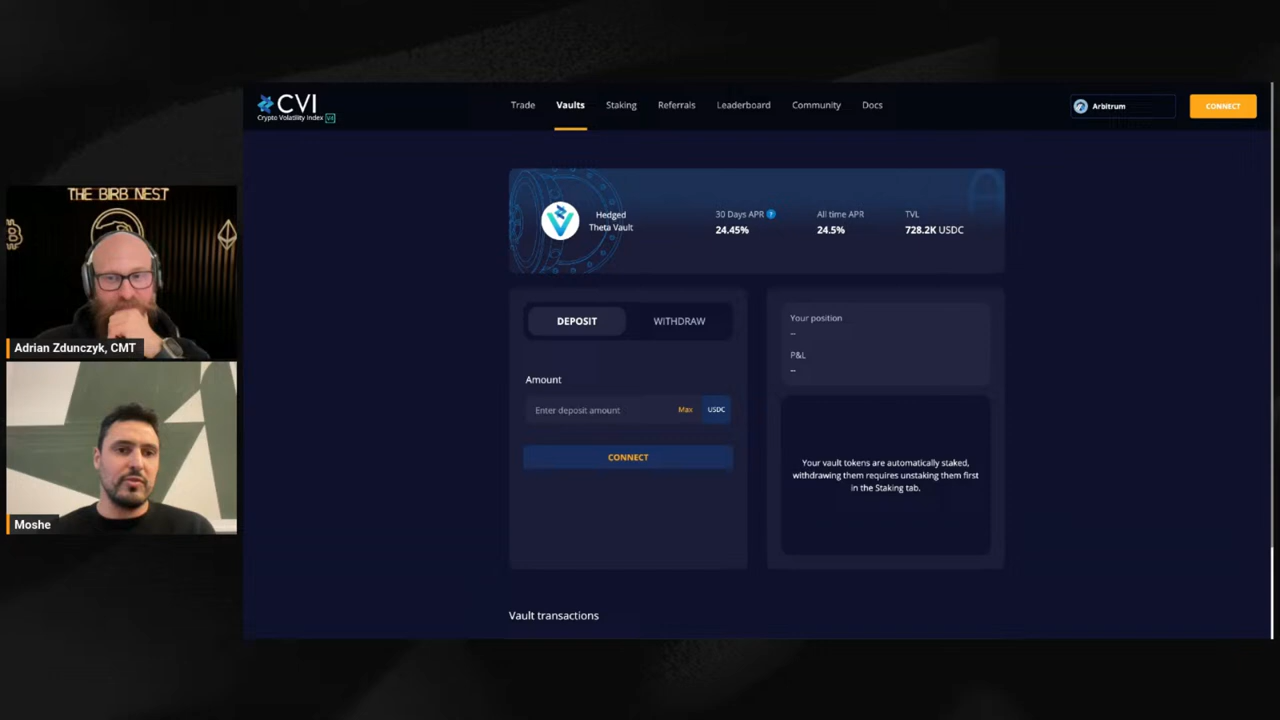 CVI
Crypto Volatility Index V4
Trade
Vaults
Staking
Referrals
Leaderboard
Community
Docs
Arbitrum
CONNECT
THE BIRB NEST
Adrian Zdunczyk, CMT
Moshe
Hedged
Theta Vault
30 Days APR ?
24.45%
All time APR
24.5%
TVL
728.2K USDC
DEPOSIT
WITHDRAW
Amount
Enter deposit amount
Max
USDC
CONNECT
Your position
--
P&L
--
Your vault tokens are automatically staked,
withdrawing them requires unstaking them first
in the Staking tab.
Vault transactions